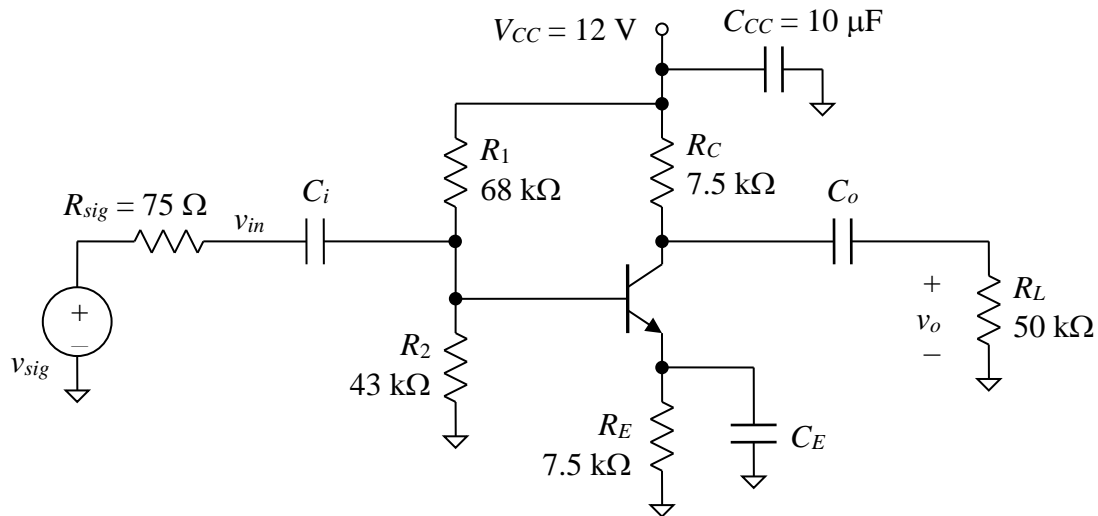 V_CC = 12 V
C_CC = 10 μF
R_1
68 kΩ
R_C
7.5 kΩ
R_sig = 75 Ω
v_in
C_i
C_o
+
–
v_sig
R_2
43 kΩ
+
v_o
–
R_L
50 kΩ
R_E
7.5 kΩ
C_E